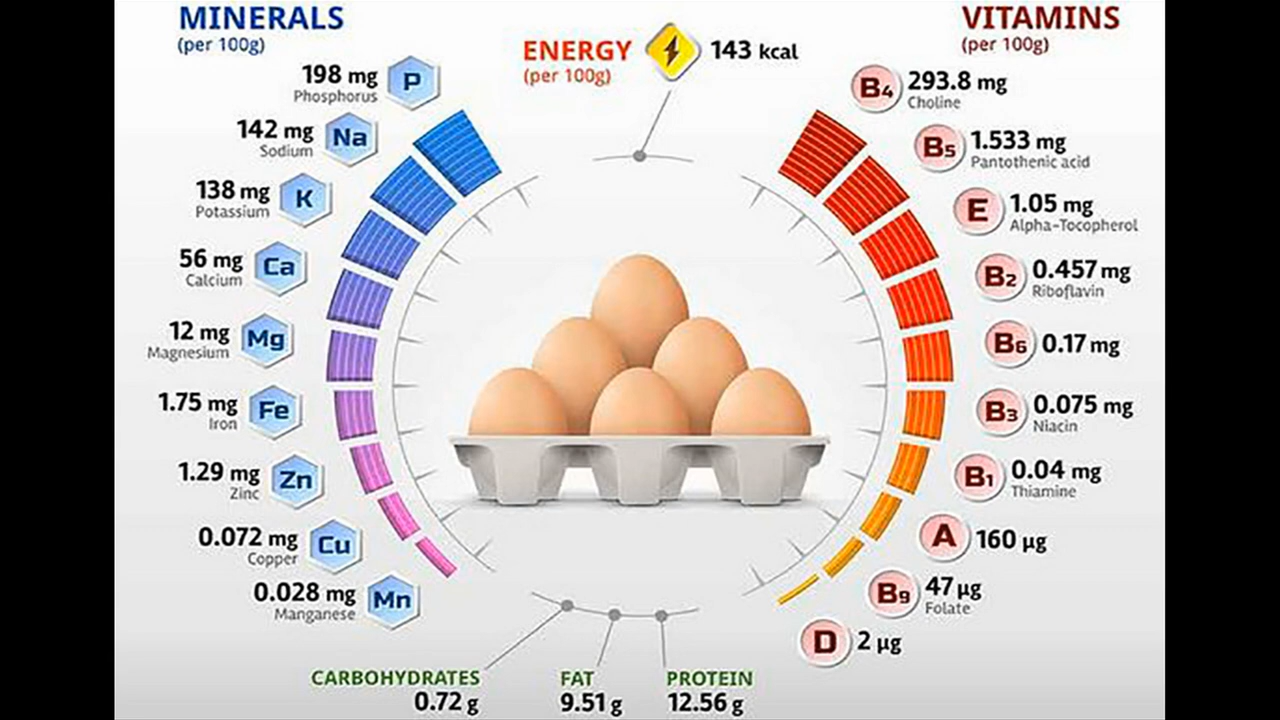 MINERALS
(per 100g)
198 mg
Phosphorus
P
142 mg
Sodium
Na
138 mg
Potassium
K
56 mg
Calcium
Ca
12 mg
Magnesium
Mg
1.75 mg
Iron
Fe
1.29 mg
Zinc
Zn
0.072 mg
Copper
Cu
0.028 mg
Manganese
Mn
ENERGY
(per 100g)
143 kcal
VITAMINS
(per 100g)
B4
293.8 mg
Choline
B5
1.533 mg
Pantothenic acid
E
1.05 mg
Alpha-Tocopherol
B2
0.457 mg
Riboflavin
B6
0.17 mg
B3
0.075 mg
Niacin
B1
0.04 mg
Thiamine
A
160 µg
B9
47 µg
Folate
D
2 µg
CARBOHYDRATES
0.72 g
FAT
9.51 g
PROTEIN
12.56 g